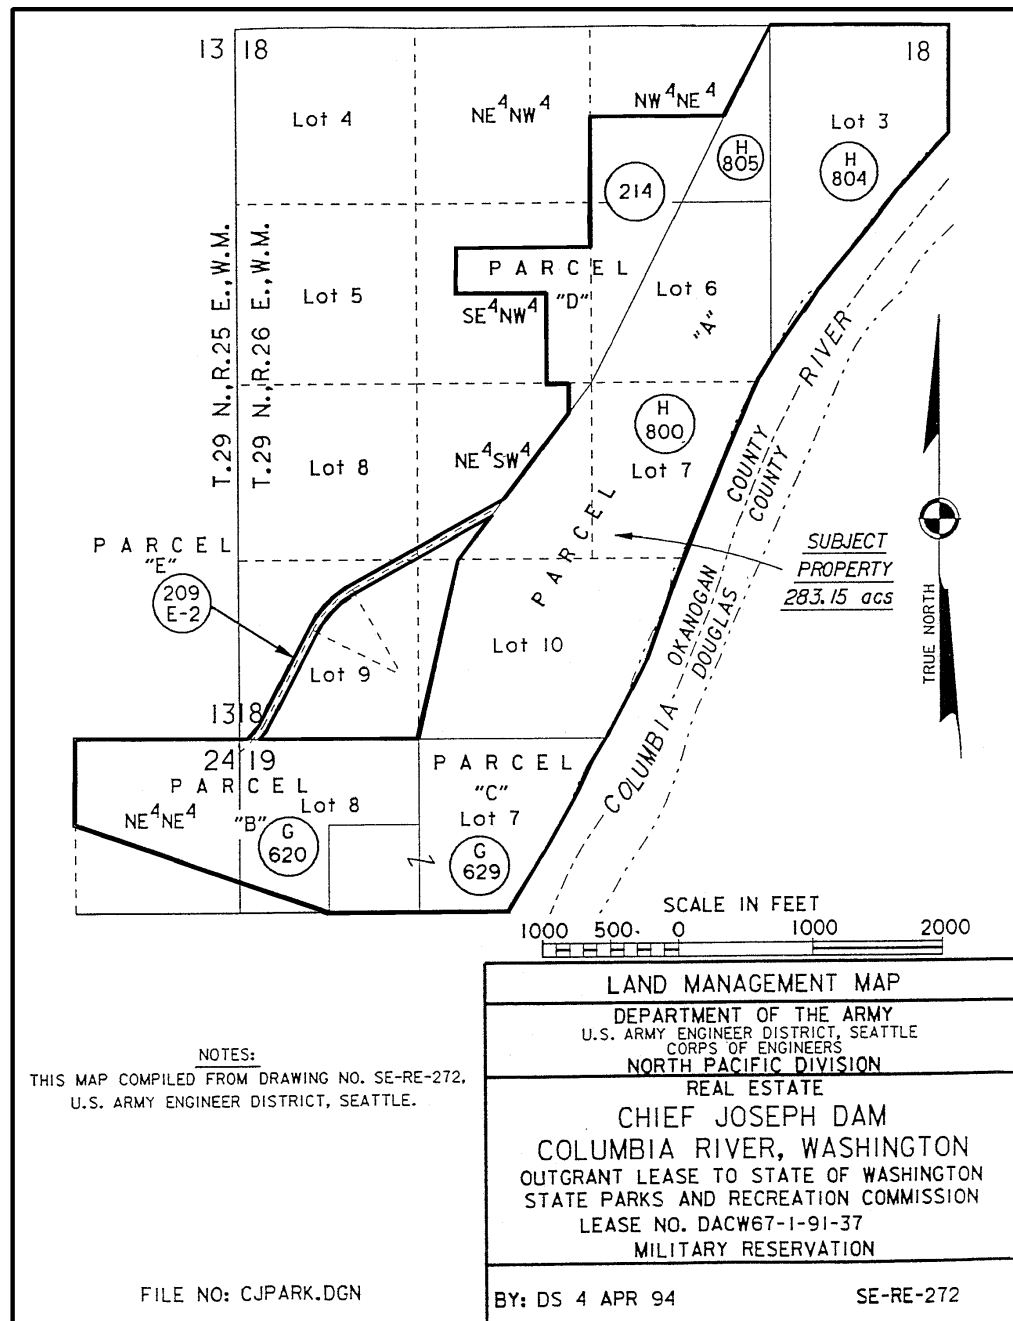 13 18
18
Lot 4
NE4NW4
NW4NE4
Lot 3
H
805
H
804
214
T.29 N.,R.25 E.,W.M.
T.29 N.,R.26 E.,W.M.
PARCEL
"D"
Lot 5
SE4NW4
Lot 6
"A"
RIVER
H
800
Lot 8
NE4SW4
Lot 7
COUNTY
COUNTY
PARCEL
PARCEL
"E"
209
E-2
SUBJECT
PROPERTY
283.15 acs
OKANOGAN
DOUGLAS
TRUE NORTH
Lot 9
Lot 10
13 18
24 19
COLUMBIA
PARCEL
"B"
NE4NE4
Lot 8
G
620
PARCEL
"C"
Lot 7
G
629
SCALE IN FEET
1000 500 0 1000 2000
LAND MANAGEMENT MAP
DEPARTMENT OF THE ARMY
U.S. ARMY ENGINEER DISTRICT, SEATTLE
CORPS OF ENGINEERS
NORTH PACIFIC DIVISION
NOTES:
THIS MAP COMPILED FROM DRAWING NO. SE-RE-272,
U.S. ARMY ENGINEER DISTRICT, SEATTLE.
REAL ESTATE
CHIEF JOSEPH DAM
COLUMBIA RIVER, WASHINGTON
OUTGRANT LEASE TO STATE OF WASHINGTON
STATE PARKS AND RECREATION COMMISSION
LEASE NO. DACW67-1-91-37
MILITARY RESERVATION
FILE NO: CJPARK.DGN
BY: DS 4 APR 94
SE-RE-272